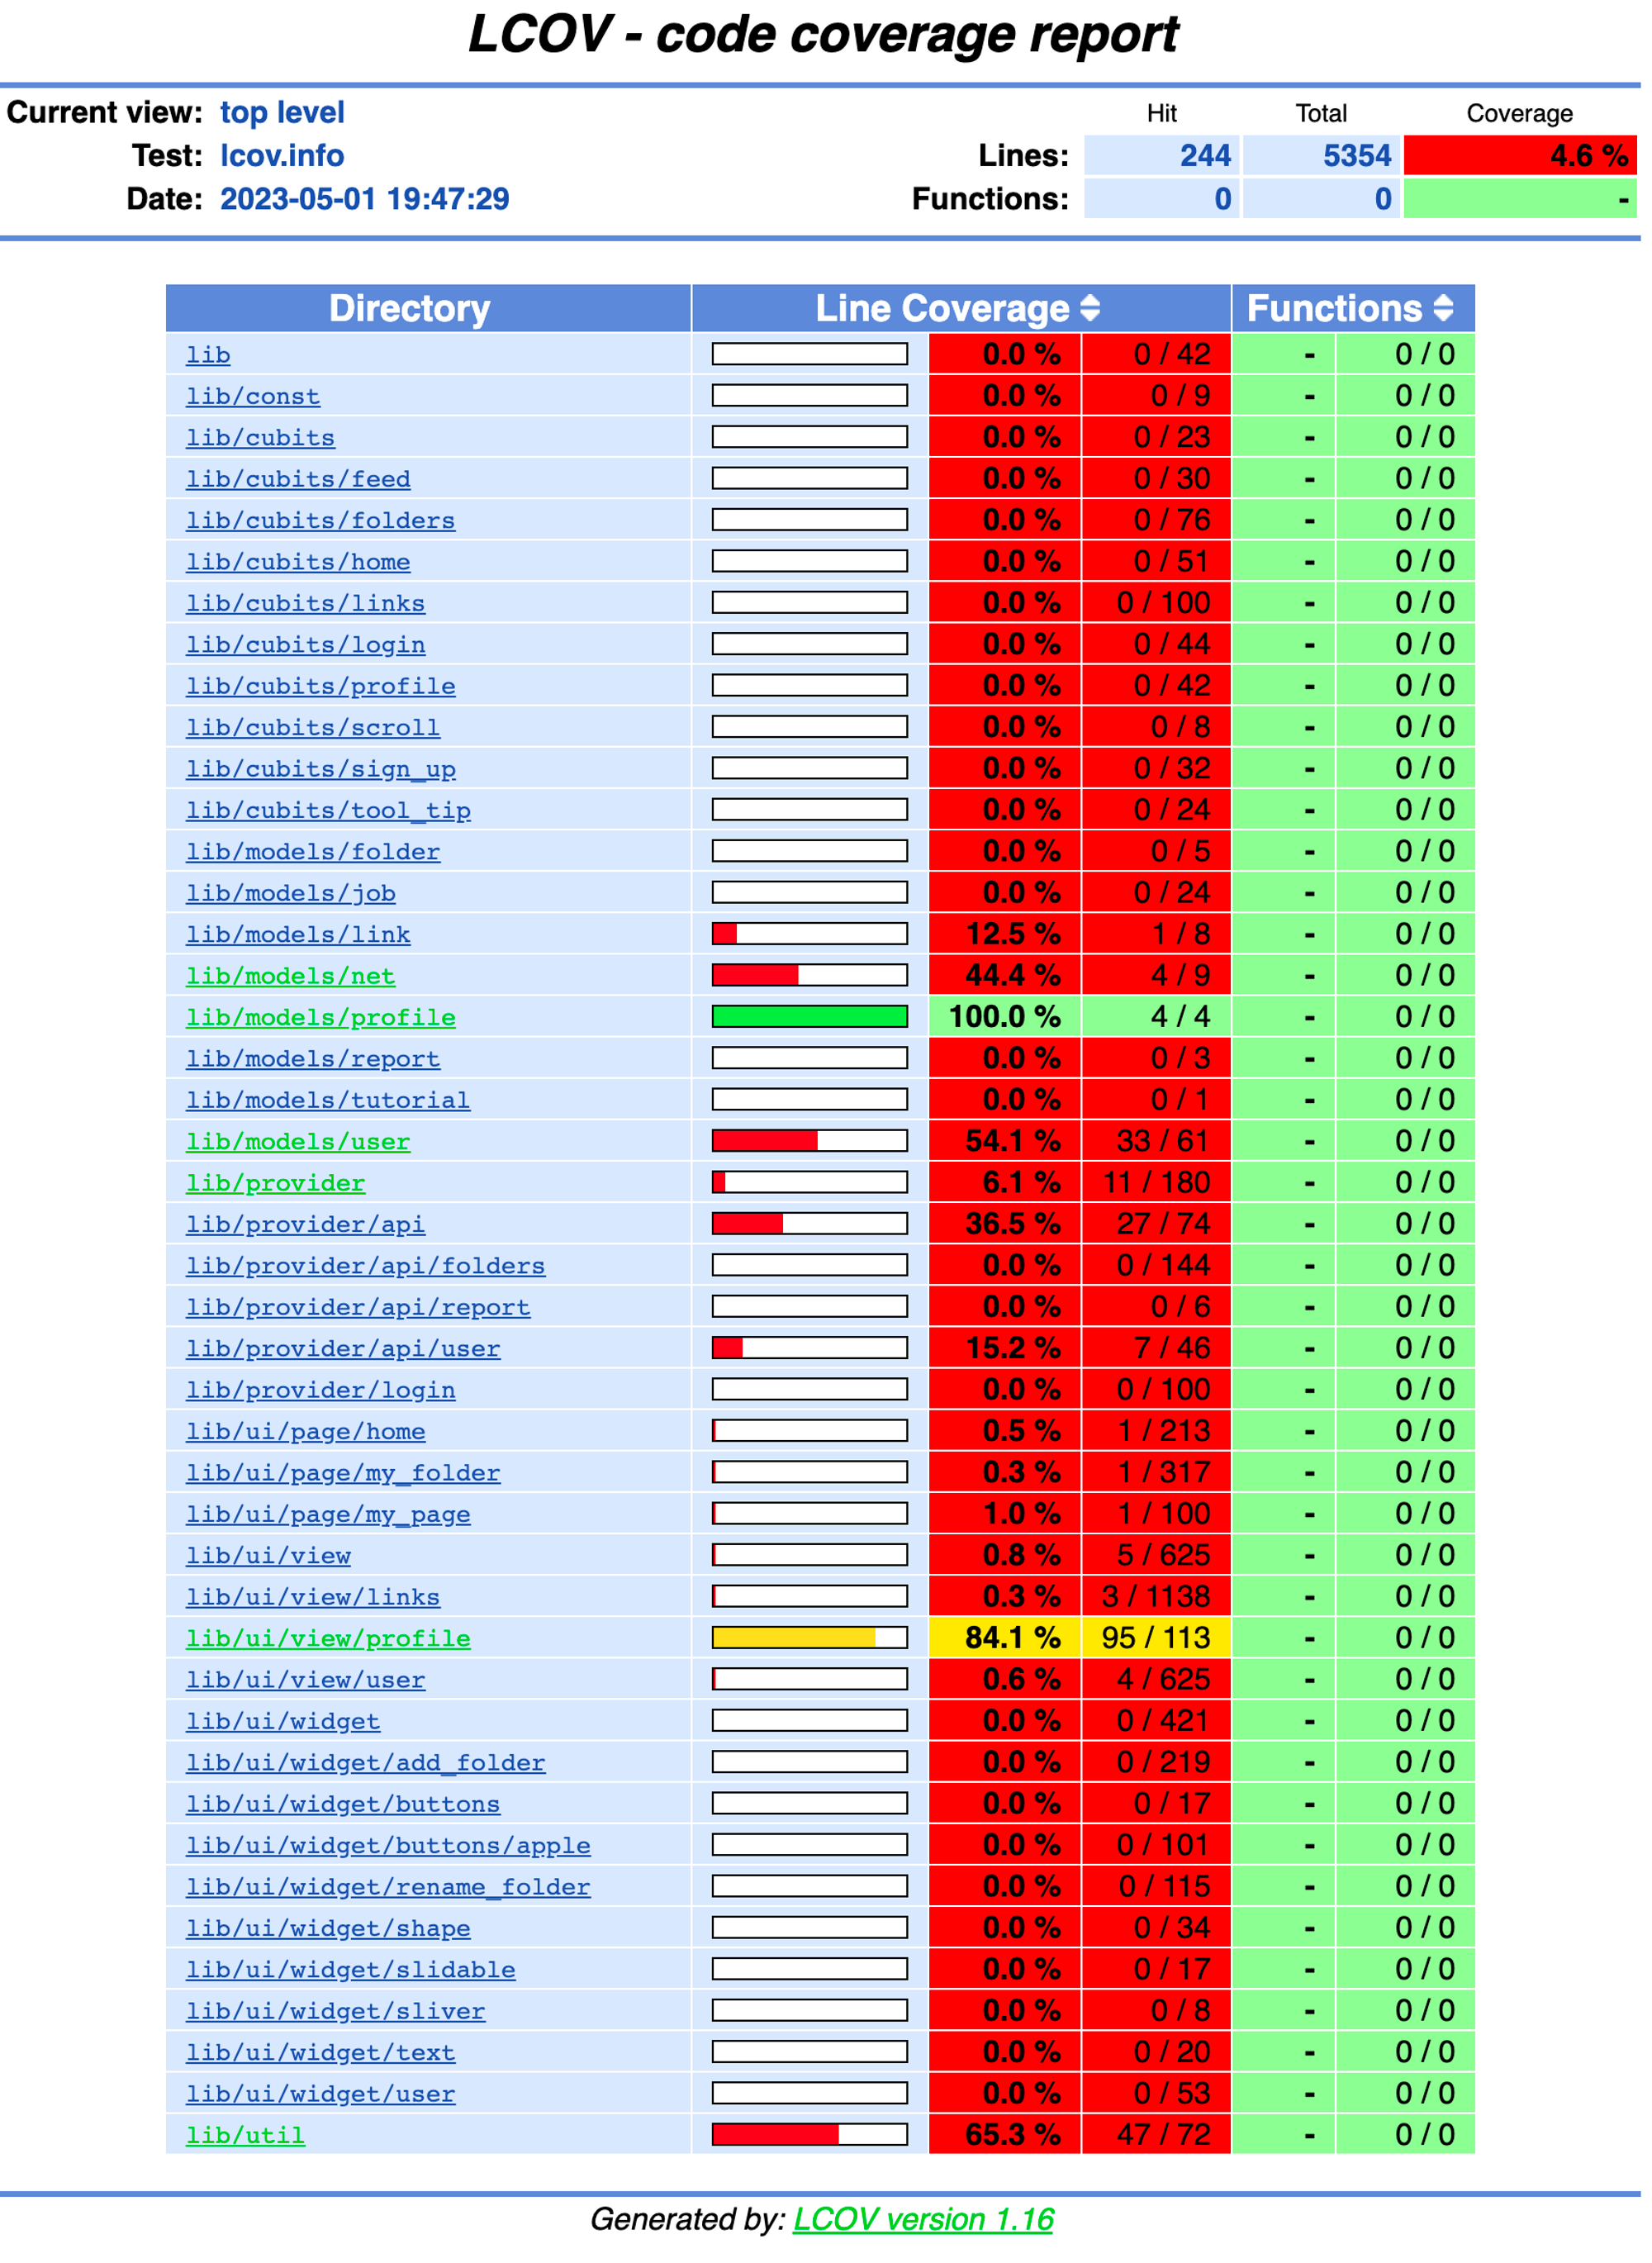 LCOV - code coverage report
Current view: top level Hit Total Coverage
Test: lcov.info Lines: 244 5354 4.6 %
Date: 2023-05-01 19:47:29 Functions: 0 0 -
Directory Line Coverage Functions
lib 0.0 % 0 / 42 - 0 / 0
lib/const 0.0 % 0 / 9 - 0 / 0
lib/cubits 0.0 % 0 / 23 - 0 / 0
lib/cubits/feed 0.0 % 0 / 30 - 0 / 0
lib/cubits/folders 0.0 % 0 / 76 - 0 / 0
lib/cubits/home 0.0 % 0 / 51 - 0 / 0
lib/cubits/links 0.0 % 0 / 100 - 0 / 0
lib/cubits/login 0.0 % 0 / 44 - 0 / 0
lib/cubits/profile 0.0 % 0 / 42 - 0 / 0
lib/cubits/scroll 0.0 % 0 / 8 - 0 / 0
lib/cubits/sign_up 0.0 % 0 / 32 - 0 / 0
lib/cubits/tool_tip 0.0 % 0 / 24 - 0 / 0
lib/models/folder 0.0 % 0 / 5 - 0 / 0
lib/models/job 0.0 % 0 / 24 - 0 / 0
lib/models/link 12.5 % 1 / 8 - 0 / 0
lib/models/net 44.4 % 4 / 9 - 0 / 0
lib/models/profile 100.0 % 4 / 4 - 0 / 0
lib/models/report 0.0 % 0 / 3 - 0 / 0
lib/models/tutorial 0.0 % 0 / 1 - 0 / 0
lib/models/user 54.1 % 33 / 61 - 0 / 0
lib/provider 6.1 % 11 / 180 - 0 / 0
lib/provider/api 36.5 % 27 / 74 - 0 / 0
lib/provider/api/folders 0.0 % 0 / 144 - 0 / 0
lib/provider/api/report 0.0 % 0 / 6 - 0 / 0
lib/provider/api/user 15.2 % 7 / 46 - 0 / 0
lib/provider/login 0.0 % 0 / 100 - 0 / 0
lib/ui/page/home 0.5 % 1 / 213 - 0 / 0
lib/ui/page/my_folder 0.3 % 1 / 317 - 0 / 0
lib/ui/page/my_page 1.0 % 1 / 100 - 0 / 0
lib/ui/view 0.8 % 5 / 625 - 0 / 0
lib/ui/view/links 0.3 % 3 / 1138 - 0 / 0
lib/ui/view/profile 84.1 % 95 / 113 - 0 / 0
lib/ui/view/user 0.6 % 4 / 625 - 0 / 0
lib/ui/widget 0.0 % 0 / 421 - 0 / 0
lib/ui/widget/add_folder 0.0 % 0 / 219 - 0 / 0
lib/ui/widget/buttons 0.0 % 0 / 17 - 0 / 0
lib/ui/widget/buttons/apple 0.0 % 0 / 101 - 0 / 0
lib/ui/widget/rename_folder 0.0 % 0 / 115 - 0 / 0
lib/ui/widget/shape 0.0 % 0 / 34 - 0 / 0
lib/ui/widget/slidable 0.0 % 0 / 17 - 0 / 0
lib/ui/widget/sliver 0.0 % 0 / 8 - 0 / 0
lib/ui/widget/text 0.0 % 0 / 20 - 0 / 0
lib/ui/widget/user 0.0 % 0 / 53 - 0 / 0
lib/util 65.3 % 47 / 72 - 0 / 0
Generated by: LCOV version 1.16